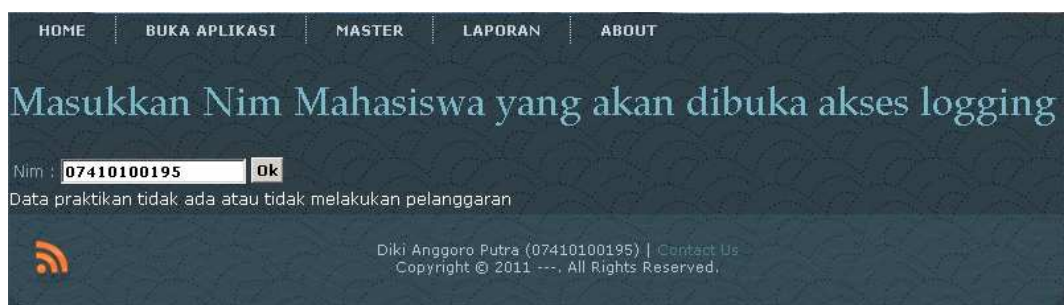 HOME BUKA APLIKASI MASTER LAPORAN ABOUT
Masukkan Nim Mahasiswa yang akan dibuka akses logging
Nim : 07410100195 Ok
Data praktikan tidak ada atau tidak melakukan pelanggaran
Diki Anggoro Putra (07410100195) | Contact Us
Copyright © 2011 ---. All Rights Reserved.